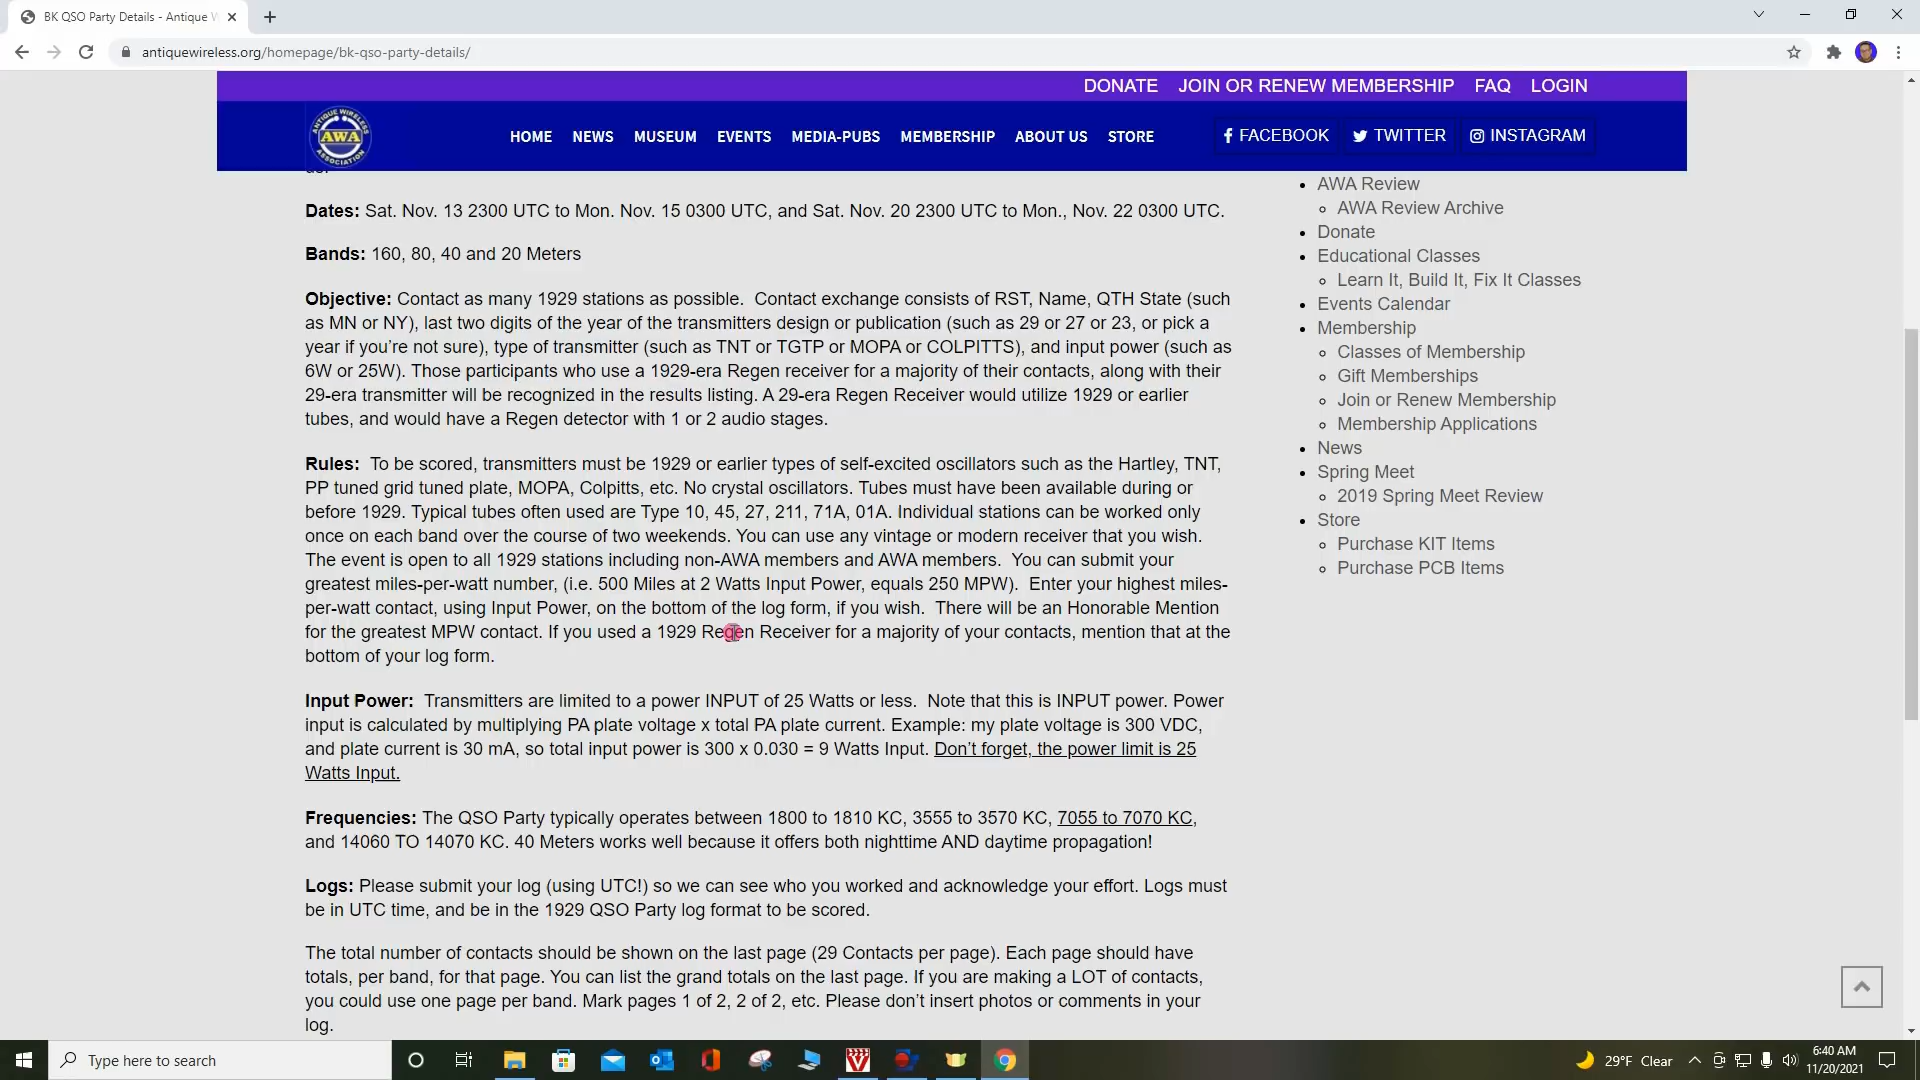 BK QSO Party Details - Antique W
antiquewireless.org/homepage/bk-qso-party-details/
DONATE JOIN OR RENEW MEMBERSHIP FAQ LOGIN
ANTIQUE WIRELESS AWA ASSOCIATION
HOME NEWS MUSEUM EVENTS MEDIA-PUBS MEMBERSHIP ABOUT US STORE FACEBOOK TWITTER INSTAGRAM
Dates: Sat. Nov. 13 2300 UTC to Mon. Nov. 15 0300 UTC, and Sat. Nov. 20 2300 UTC to Mon., Nov. 22 0300 UTC.
Bands: 160, 80, 40 and 20 Meters
Objective: Contact as many 1929 stations as possible. Contact exchange consists of RST, Name, QTH State (such
as MN or NY), last two digits of the year of the transmitters design or publication (such as 29 or 27 or 23, or pick a
year if you're not sure), type of transmitter (such as TNT or TGTP or MOPA or COLPITTS), and input power (such as
6W or 25W). Those participants who use a 1929-era Regen receiver for a majority of their contacts, along with their
29-era transmitter will be recognized in the results listing. A 29-era Regen Receiver would utilize 1929 or earlier
tubes, and would have a Regen detector with 1 or 2 audio stages.
Rules: To be scored, transmitters must be 1929 or earlier types of self-excited oscillators such as the Hartley, TNT,
PP tuned grid tuned plate, MOPA, Colpitts, etc. No crystal oscillators. Tubes must have been available during or
before 1929. Typical tubes often used are Type 10, 45, 27, 211, 71A, 01A. Individual stations can be worked only
once on each band over the course of two weekends. You can use any vintage or modern receiver that you wish.
The event is open to all 1929 stations including non-AWA members and AWA members. You can submit your
greatest miles-per-watt number, (i.e. 500 Miles at 2 Watts Input Power, equals 250 MPW). Enter your highest miles-
per-watt contact, using Input Power, on the bottom of the log form, if you wish. There will be an Honorable Mention
for the greatest MPW contact. If you used a 1929 Regen Receiver for a majority of your contacts, mention that at the
bottom of your log form.
Input Power: Transmitters are limited to a power INPUT of 25 Watts or less. Note that this is INPUT power. Power
input is calculated by multiplying PA plate voltage x total PA plate current. Example: my plate voltage is 300 VDC,
and plate current is 30 mA, so total input power is 300 x 0.030 = 9 Watts Input. Don't forget, the power limit is 25
Watts Input.
Frequencies: The QSO Party typically operates between 1800 to 1810 KC, 3555 to 3570 KC, 7055 to 7070 KC,
and 14060 TO 14070 KC. 40 Meters works well because it offers both nighttime AND daytime propagation!
Logs: Please submit your log (using UTC!) so we can see who you worked and acknowledge your effort. Logs must
be in UTC time, and be in the 1929 QSO Party log format to be scored.
The total number of contacts should be shown on the last page (29 Contacts per page). Each page should have
totals, per band, for that page. You can list the grand totals on the last page. If you are making a LOT of contacts,
you could use one page per band. Mark pages 1 of 2, 2 of 2, etc. Please don't insert photos or comments in your
log.
AWA Review
AWA Review Archive
Donate
Educational Classes
Learn It, Build It, Fix It Classes
Events Calendar
Membership
Classes of Membership
Gift Memberships
Join or Renew Membership
Membership Applications
News
Spring Meet
2019 Spring Meet Review
Store
Purchase KIT Items
Purchase PCB Items
Type here to search
29°F Clear
6:40 AM
11/20/2021